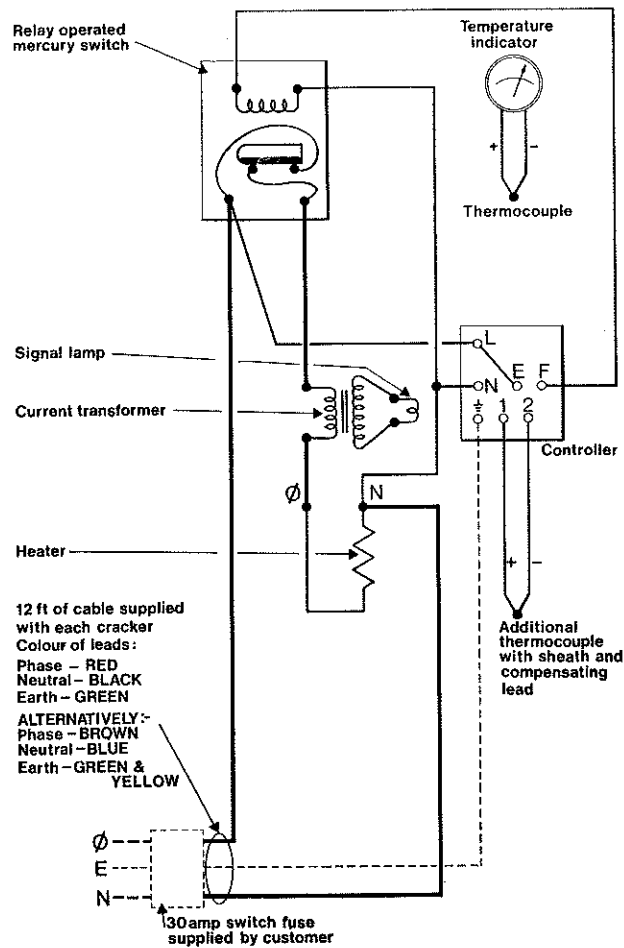 Relay operated
mercury switch
Temperature
indicator
+ −
Thermocouple
L
N E F
⏚ 1 2
Controller
Signal lamp
Current transformer
Ø N
Heater
+ −
Additional
thermocouple
with sheath and
compensating
lead
12 ft of cable supplied
with each cracker
Colour of leads:
Phase – RED
Neutral – BLACK
Earth – GREEN
ALTERNATIVELY:-
Phase – BROWN
Neutral – BLUE
Earth – GREEN &
YELLOW
Ø
E
N
30amp switch fuse
supplied by customer